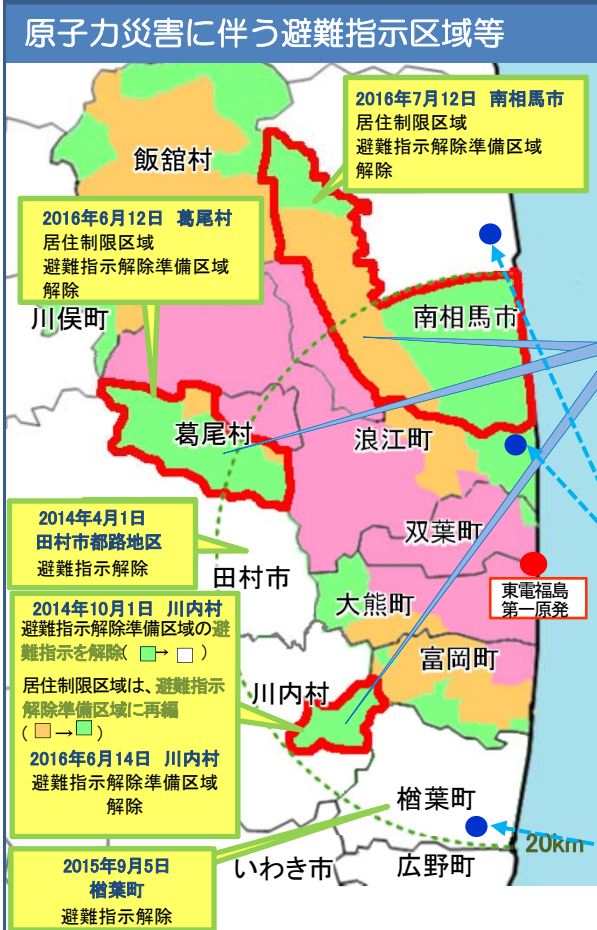 原子力災害に伴う避難指示区域等
2016年7月12日 南相馬市
居住制限区域
避難指示解除準備区域
解除
飯舘村
2016年6月12日 葛尾村
居住制限区域
避難指示解除準備区域
解除
川俣町
南相馬市
葛尾村
浪江町
2014年4月1日
田村市都路地区
避難指示解除
双葉町
田村市
東電福島
第一原発
大熊町
2014年10月1日 川内村
避難指示解除準備区域の避
難指示を解除( → )
居住制限区域は、避難指示
解除準備区域に再編
( → )
2016年6月14日 川内村
避難指示解除準備区域
解除
富岡町
川内村
楢葉町
20km
2015年9月5日
楢葉町
避難指示解除
いわき市
広野町